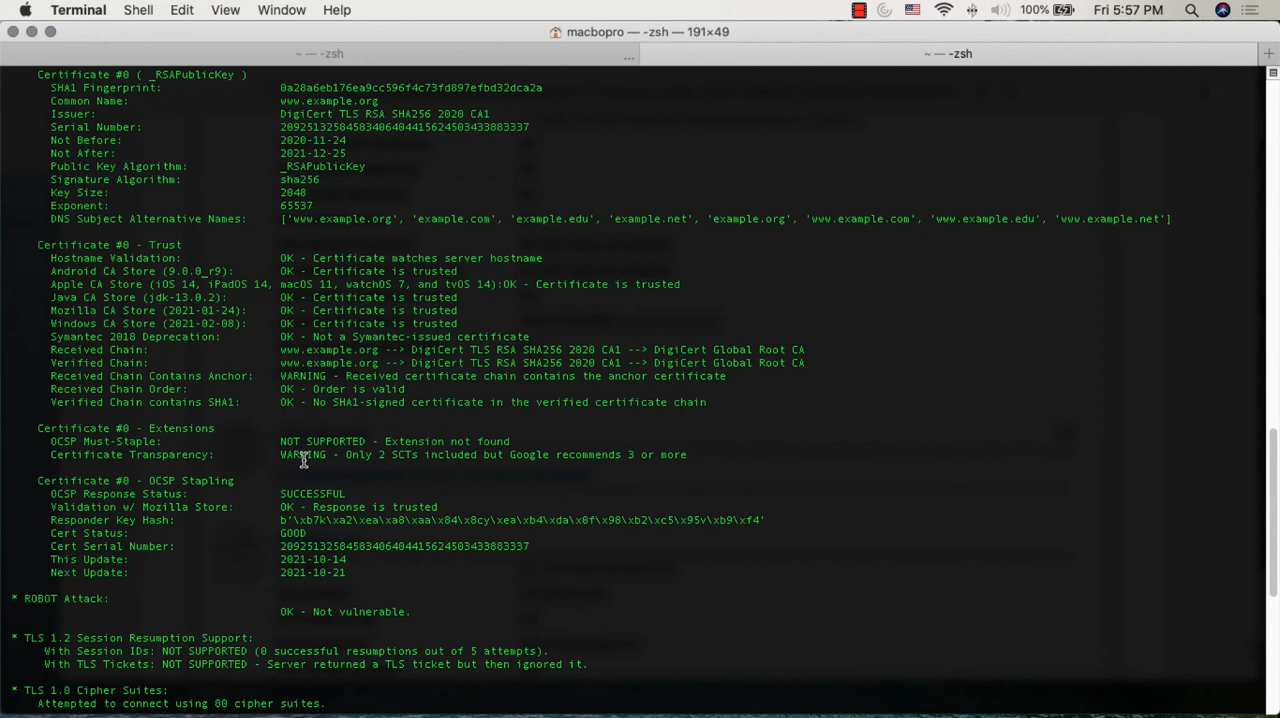 Terminal Shell Edit View Window Help 100% Fri 5:57 PM
macbopro — -zsh — 191×49
~ — -zsh ... ~ — -zsh +
Certificate #0 ( _RSAPublicKey )
SHA1 Fingerprint: 0a28a6eb176ea9cc596f4c73fd897efbd32dca2a
Common Name: www.example.org
Issuer: DigiCert TLS RSA SHA256 2020 CA1
Serial Number: 20925132584583406404415624503433883337
Not Before: 2020-11-24
Not After: 2021-12-25
Public Key Algorithm: _RSAPublicKey
Signature Algorithm: sha256
Key Size: 2048
Exponent: 65537
DNS Subject Alternative Names: ['www.example.org', 'example.com', 'example.edu', 'example.net', 'example.org', 'www.example.com', 'www.example.edu', 'www.example.net']
Certificate #0 - Trust
Hostname Validation: OK - Certificate matches server hostname
Android CA Store (9.0.0_r9): OK - Certificate is trusted
Apple CA Store (iOS 14, iPadOS 14, macOS 11, watchOS 7, and tvOS 14):OK - Certificate is trusted
Java CA Store (jdk-13.0.2): OK - Certificate is trusted
Mozilla CA Store (2021-01-24): OK - Certificate is trusted
Windows CA Store (2021-02-08): OK - Certificate is trusted
Symantec 2018 Deprecation: OK - Not a Symantec-issued certificate
Received Chain: www.example.org --> DigiCert TLS RSA SHA256 2020 CA1 --> DigiCert Global Root CA
Verified Chain: www.example.org --> DigiCert TLS RSA SHA256 2020 CA1 --> DigiCert Global Root CA
Received Chain Contains Anchor: WARNING - Received certificate chain contains the anchor certificate
Received Chain Order: OK - Order is valid
Verified Chain contains SHA1: OK - No SHA1-signed certificate in the verified certificate chain
Certificate #0 - Extensions
OCSP Must-Staple: NOT SUPPORTED - Extension not found
Certificate Transparency: WARNING - Only 2 SCTs included but Google recommends 3 or more
Certificate #0 - OCSP Stapling
OCSP Response Status: SUCCESSFUL
Validation w/ Mozilla Store: OK - Response is trusted
Responder Key Hash: b'\xb7k\xa2\xea\xa8\xaa\x84\x8cy\xea\xb4\xda\x0f\x98\xb2\xc5\x95v\xb9\xf4'
Cert Status: GOOD
Cert Serial Number: 20925132584583406404415624503433883337
This Update: 2021-10-14
Next Update: 2021-10-21
* ROBOT Attack:
OK - Not vulnerable.
* TLS 1.2 Session Resumption Support:
With Session IDs: NOT SUPPORTED (0 successful resumptions out of 5 attempts).
With TLS Tickets: NOT SUPPORTED - Server returned a TLS ticket but then ignored it.
* TLS 1.0 Cipher Suites:
Attempted to connect using 80 cipher suites.